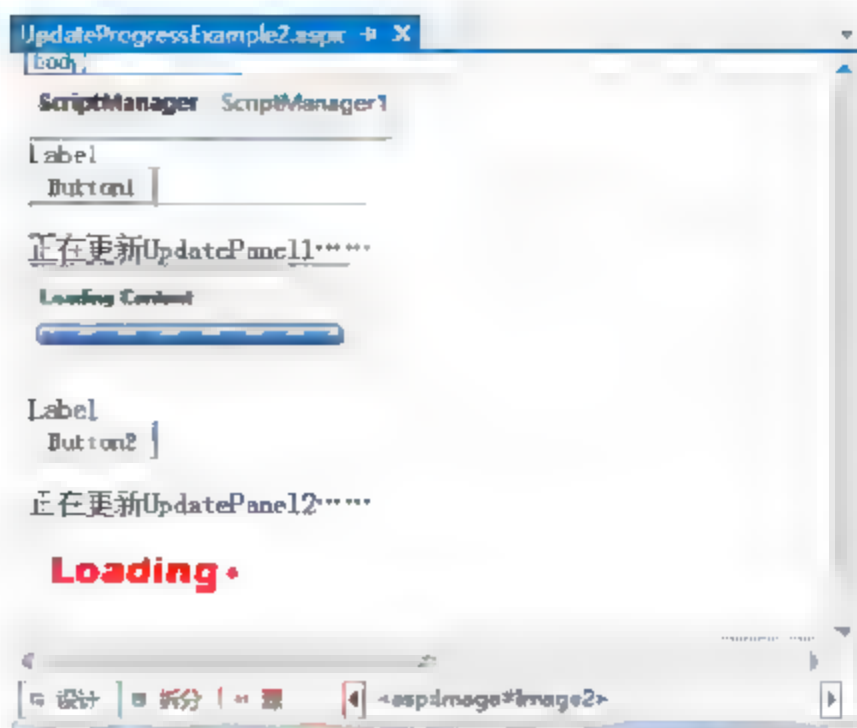 UpdateProgressExample2.aspx
body
ScriptManager ScriptManager1
Label
Button1
正在更新UpdatePanel1……
Loading Content
Label
Button2
正在更新UpdatePanel2……
Loading.
设计 拆分 源 <asp:Image#Image2>